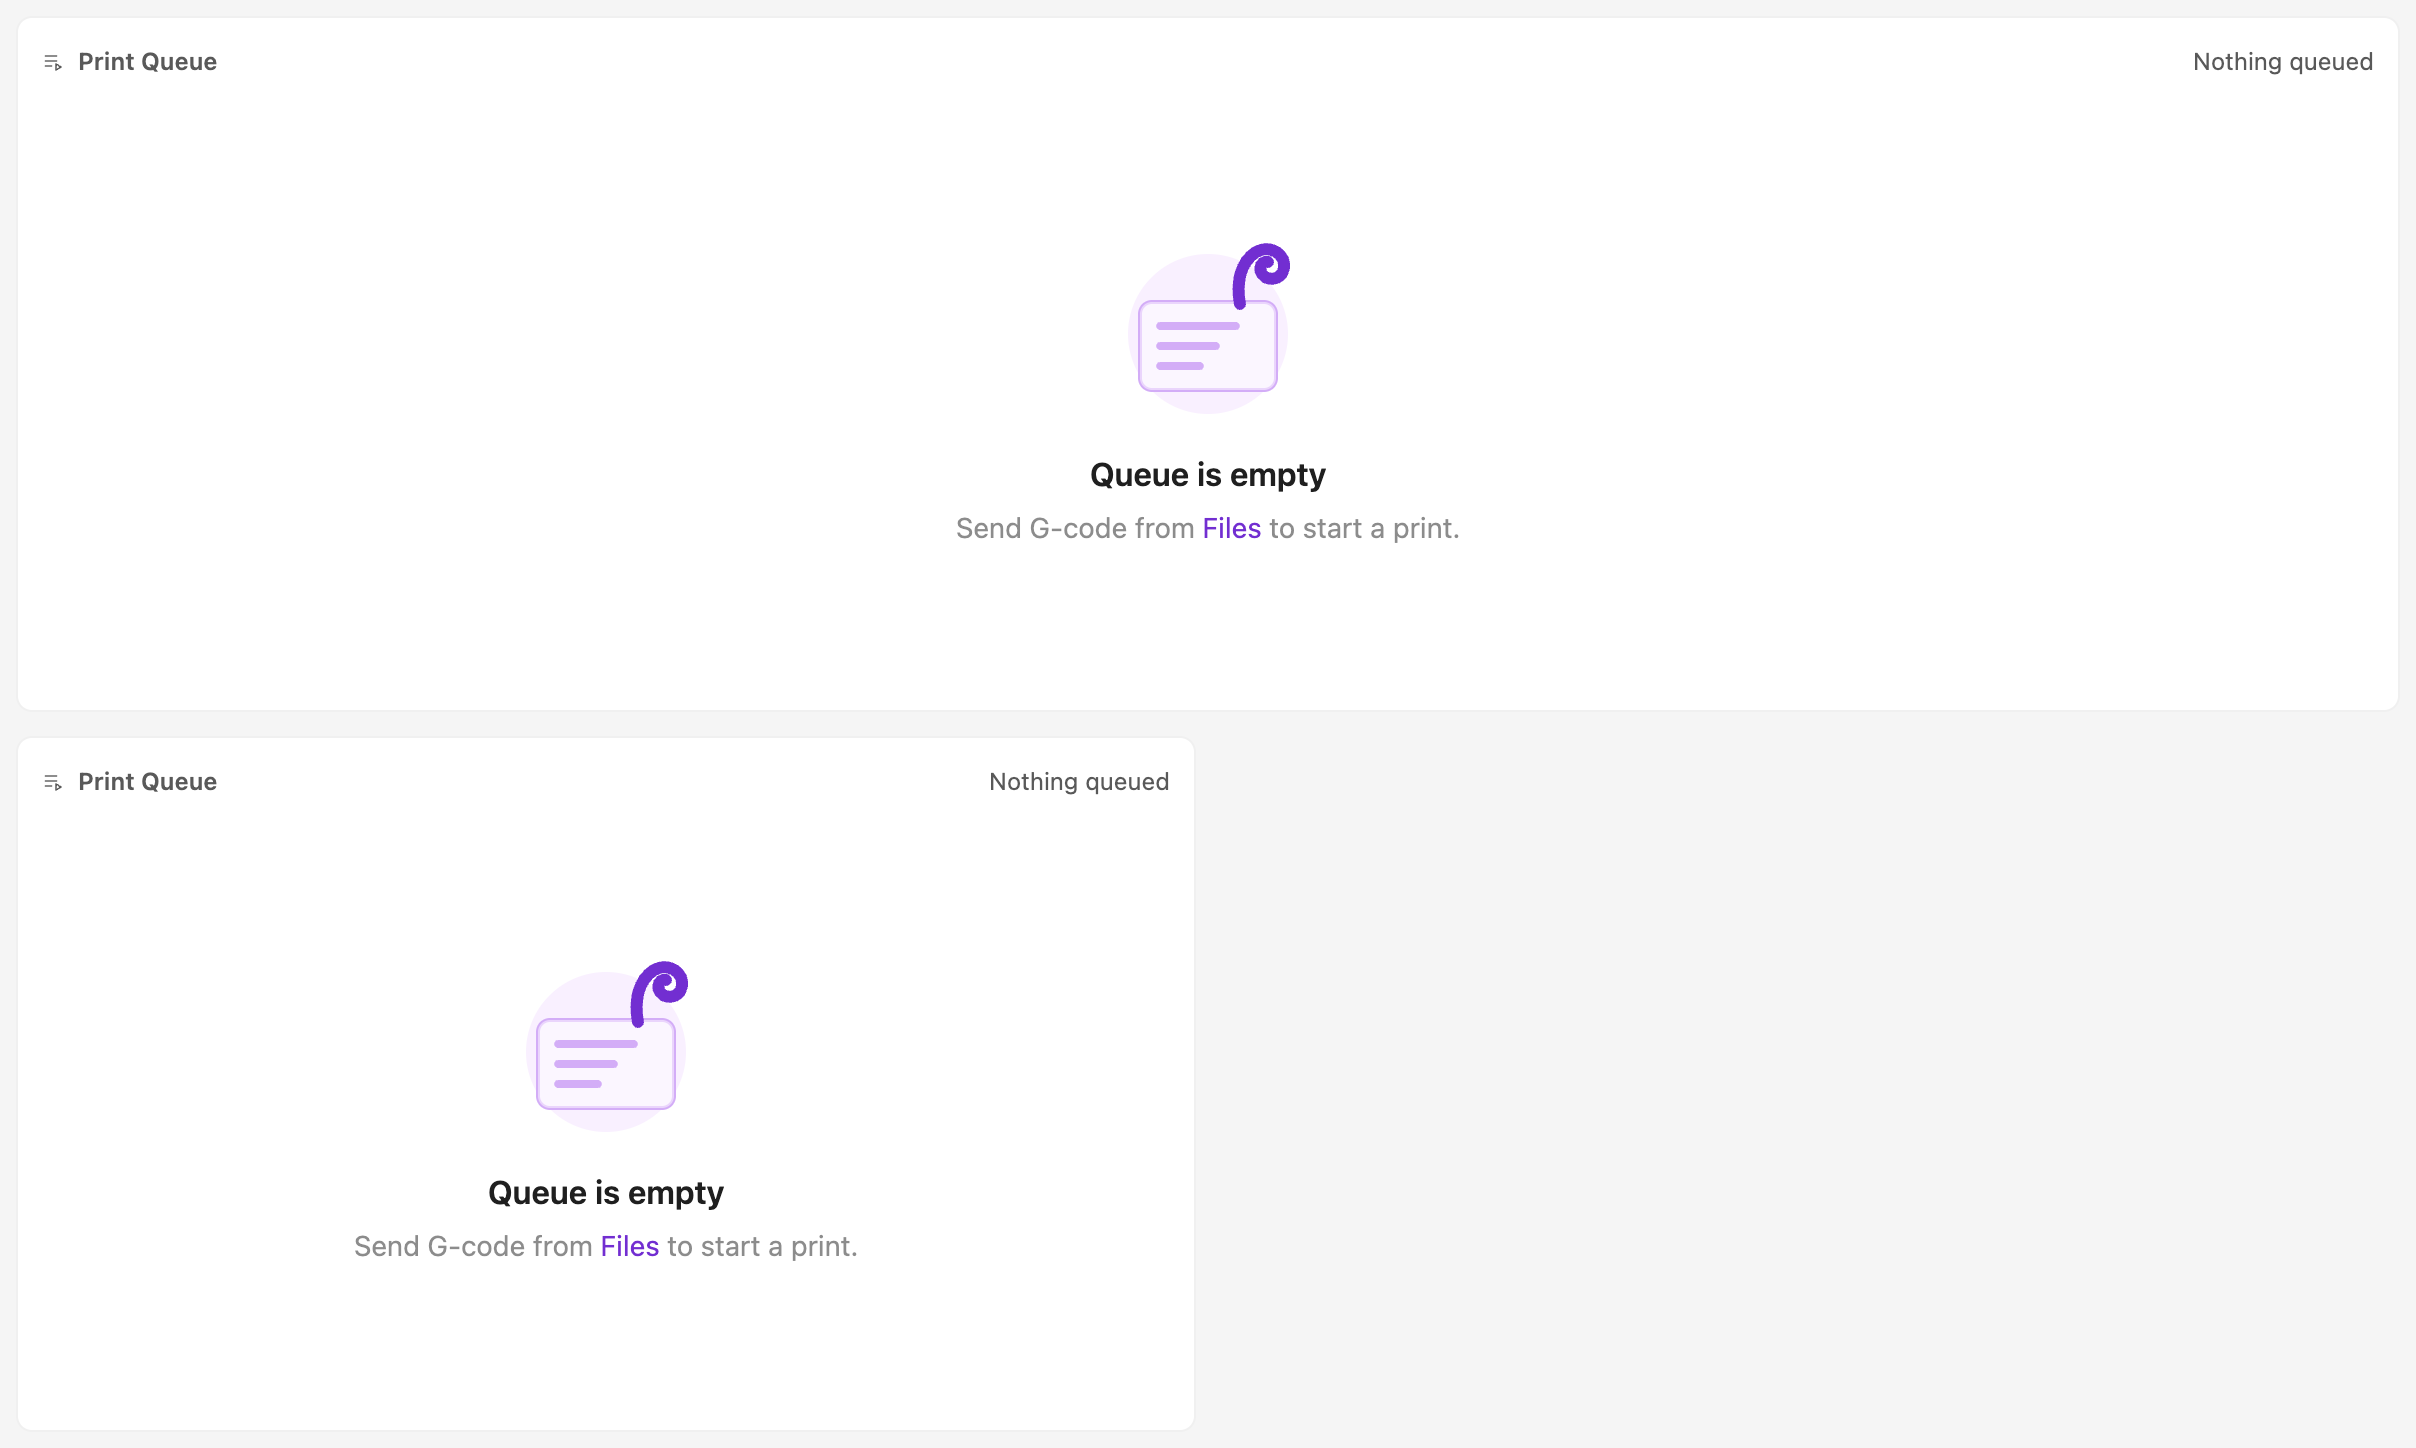 Print Queue
Nothing queued
Queue is empty
Send G-code from Files to start a print.
Print Queue
Nothing queued
Queue is empty
Send G-code from Files to start a print.